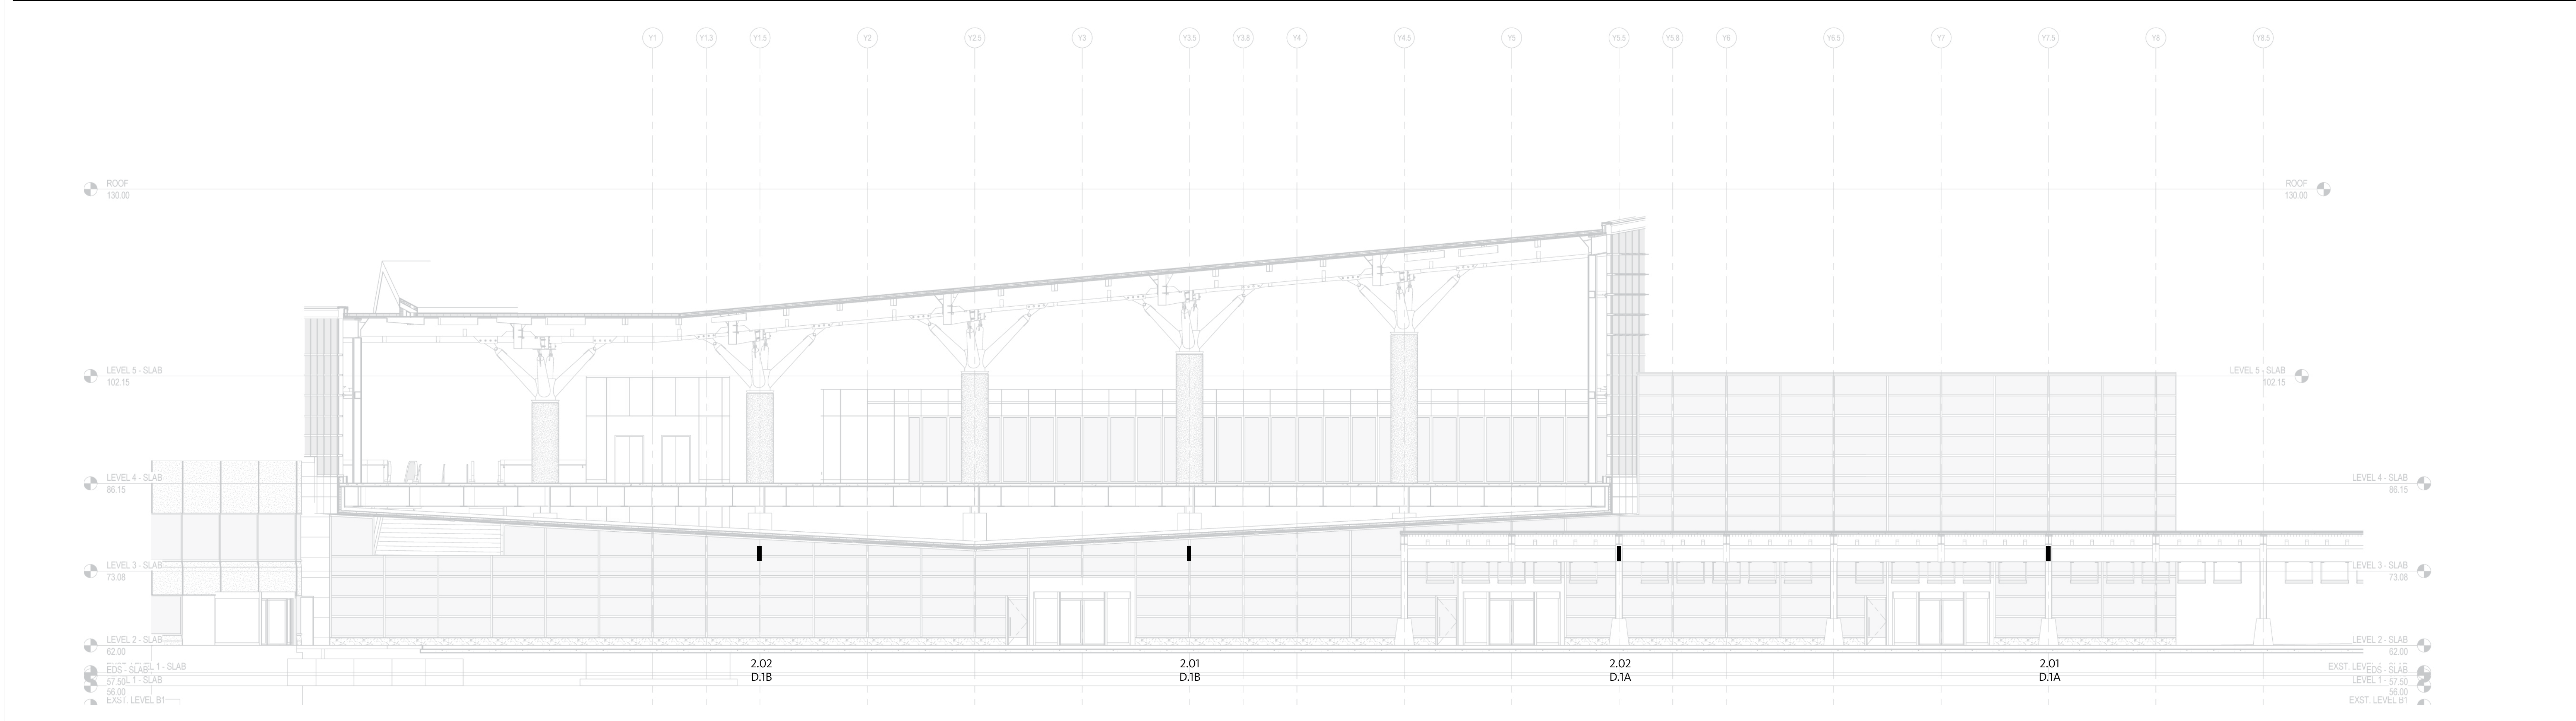 Y1 Y1.3 Y1.5 Y2 Y2.5 Y3 Y3.5 Y3.8 Y4 Y4.5 Y5 Y5.5 Y5.8 Y6 Y6.5 Y7 Y7.5 Y8 Y8.5
ROOF
130.00
ROOF
130.00
LEVEL 5 - SLAB
102.15
LEVEL 5 - SLAB
102.15
LEVEL 4 - SLAB
86.15
LEVEL 4 - SLAB
86.15
LEVEL 3 - SLAB
73.08
LEVEL 3 - SLAB
73.08
LEVEL 2 - SLAB
62.00
LEVEL 2 - SLAB
62.00
2.02
D.1B
2.01
D.1B
2.02
D.1A
2.01
D.1A
EDS - SLAB
57.50
56.00
EXST. LEVEL B1
EDS - SLAB
LEVEL 1 - 57.50
56.00
EXST. LEVEL B1